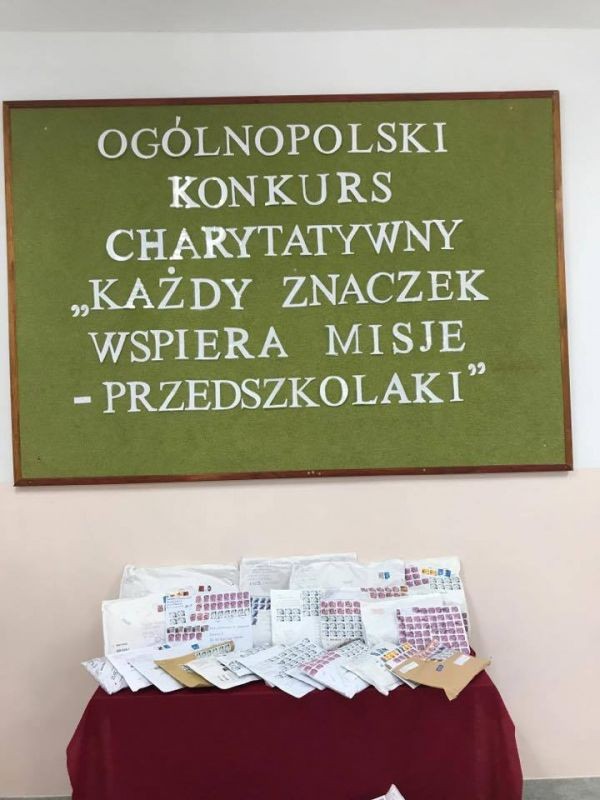 OGÓLNOPOLSKI
KONKURS
CHARYTATYWNY
„KAŻDY ZNACZEK
WSPIERA MISJE
- PRZEDSZKOLAKI”